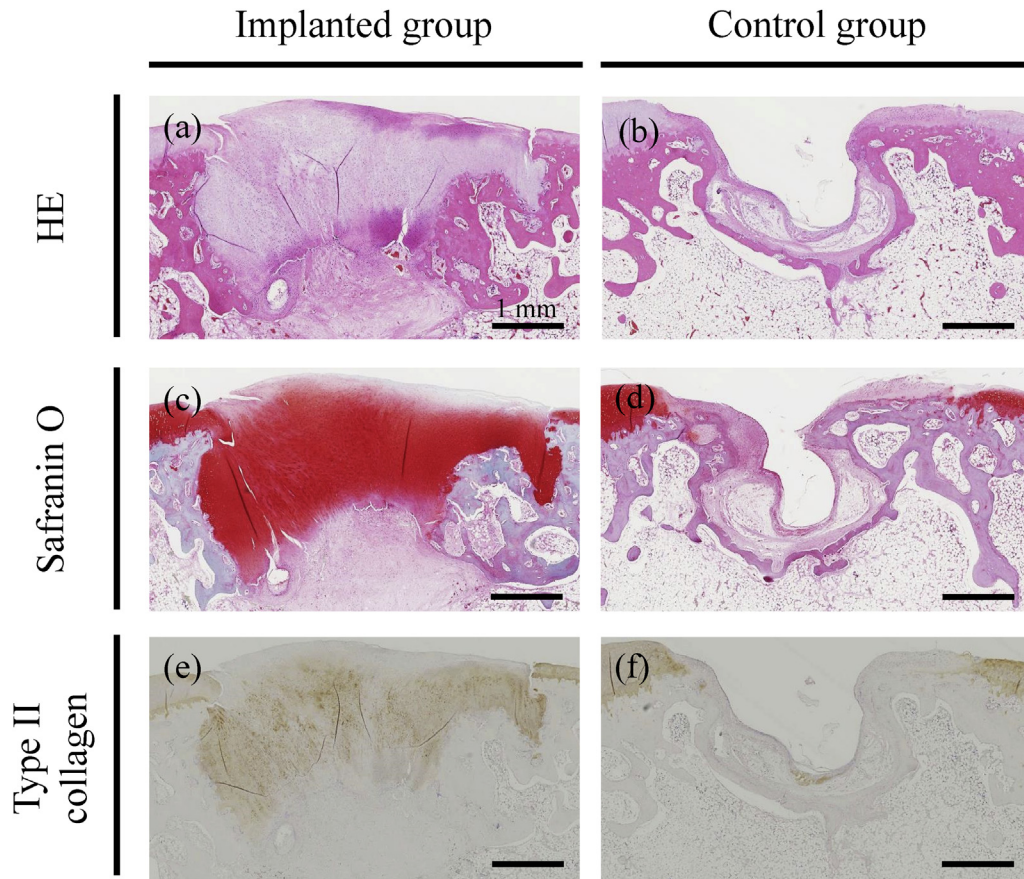 Implanted group
Control group
HE
(a)
(b)
1 mm
Safranin O
(c)
(d)
Type II
collagen
(e)
(f)